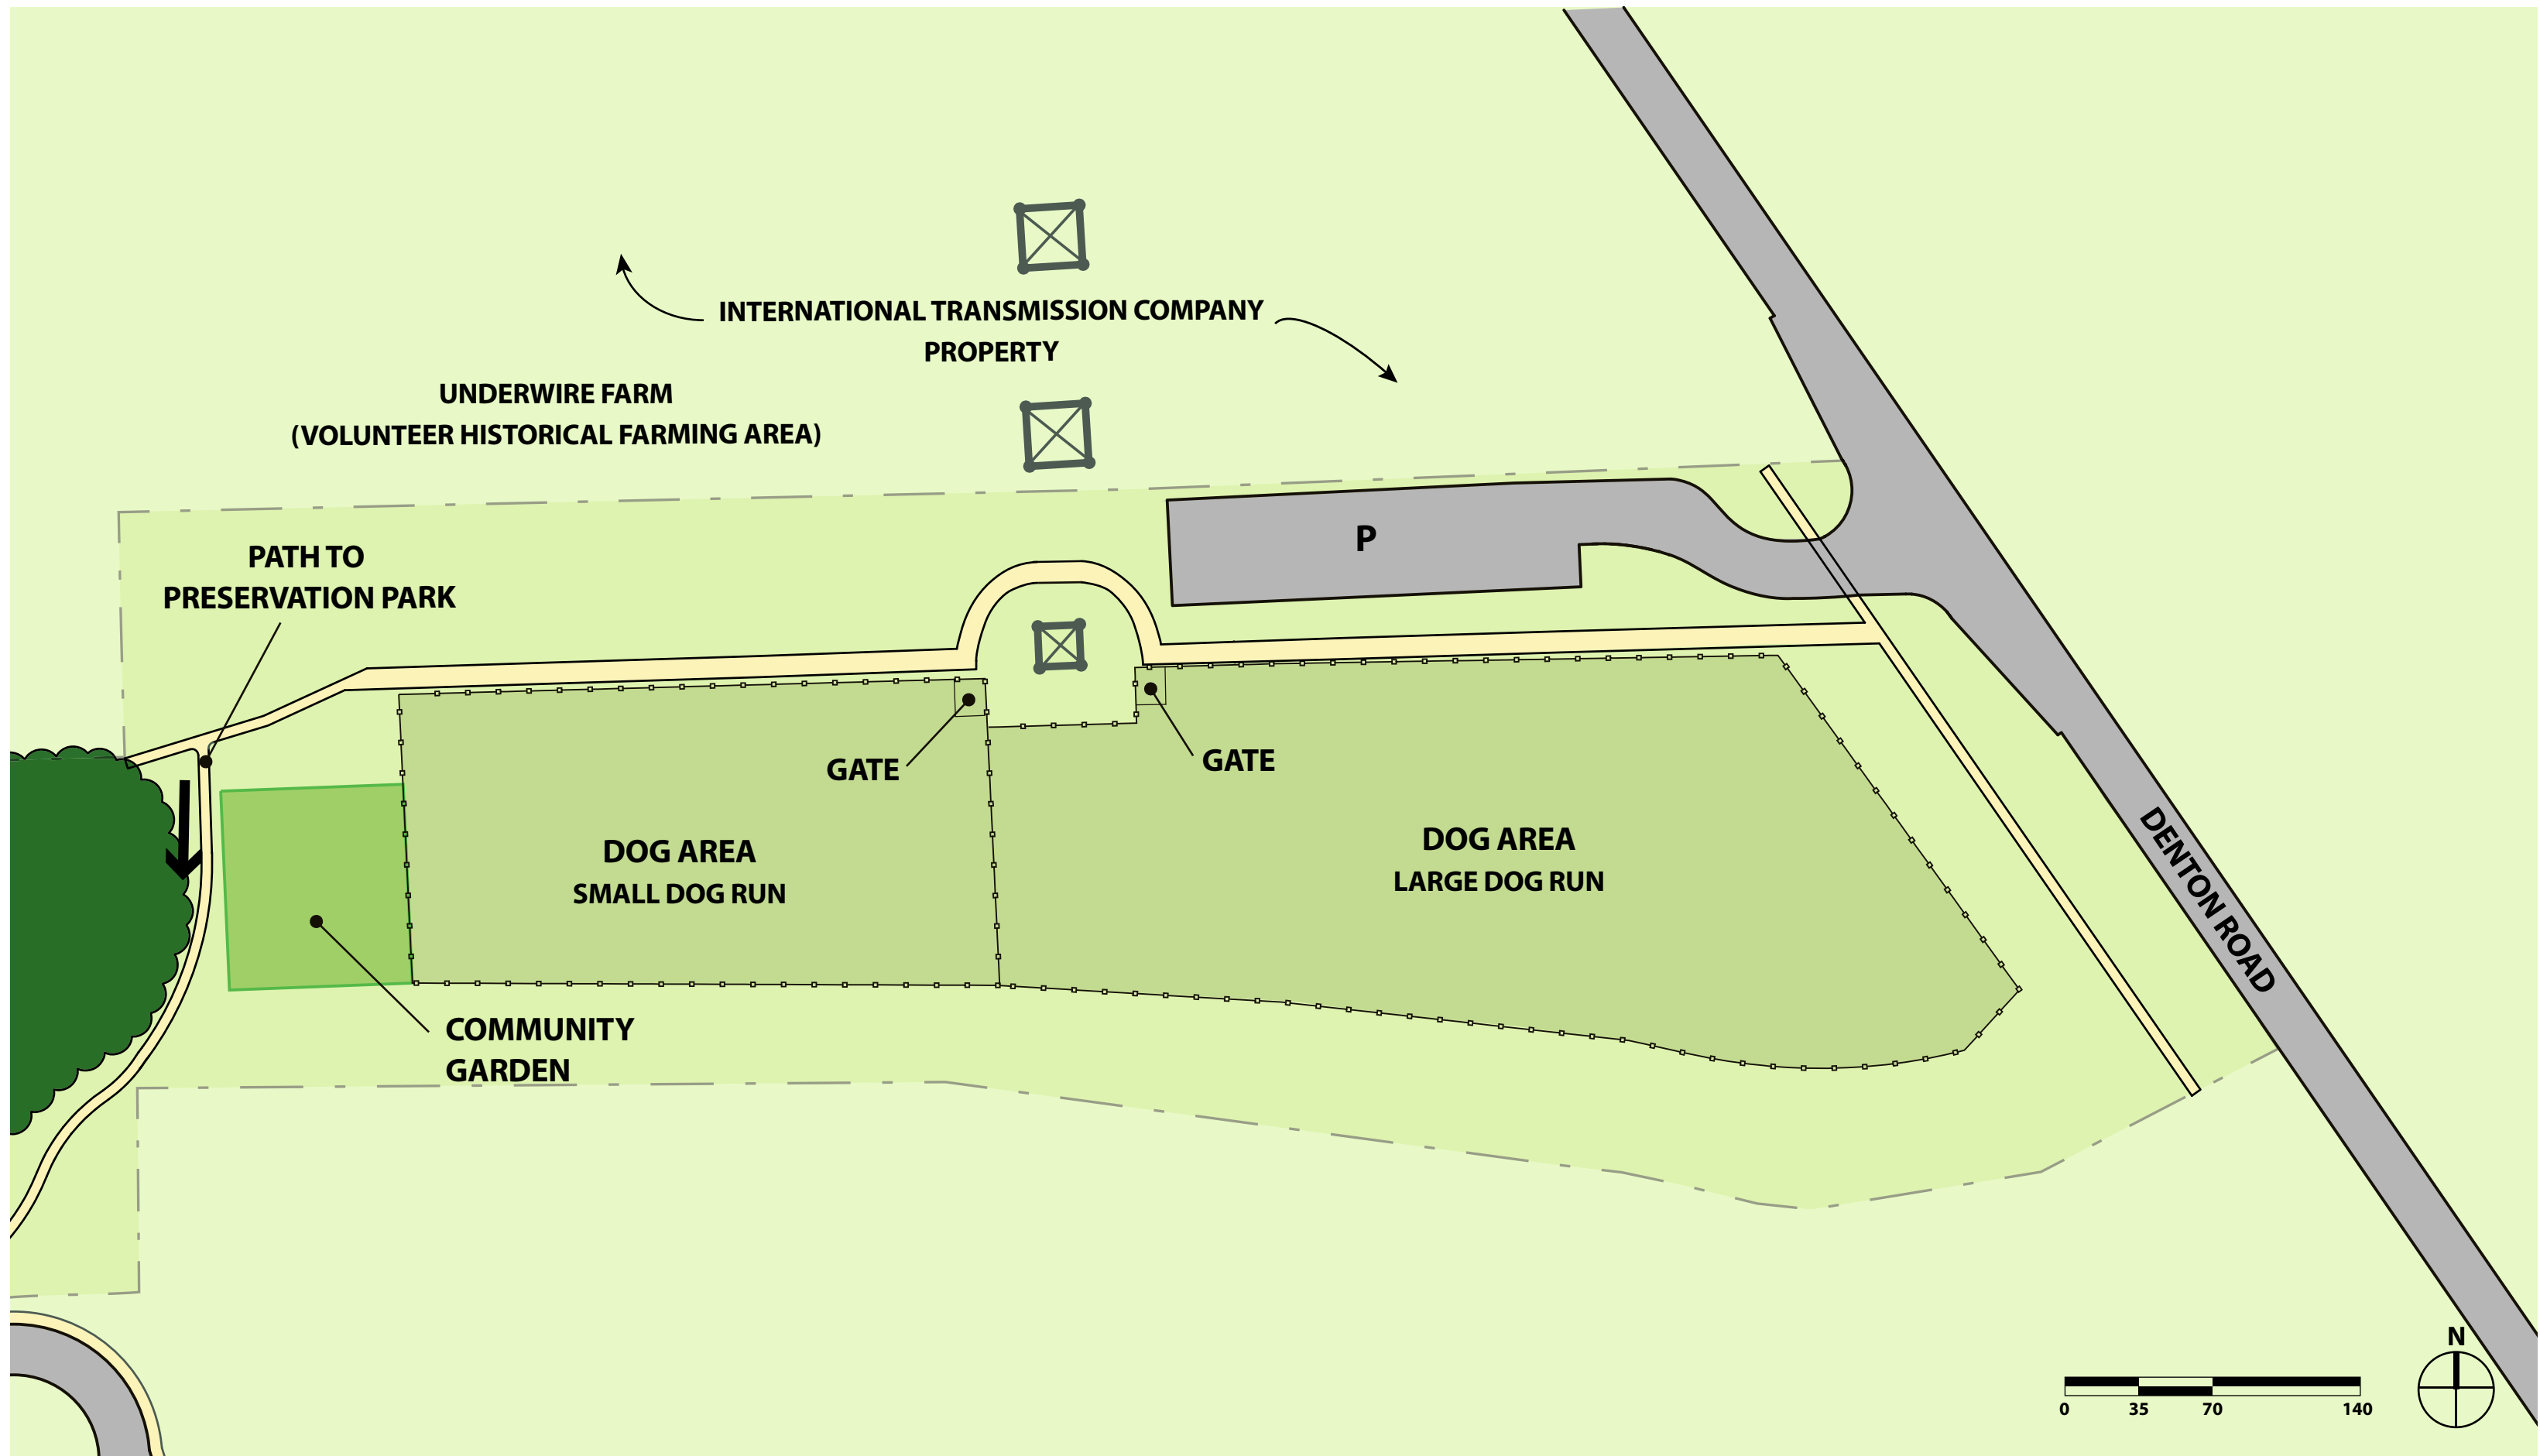 INTERNATIONAL TRANSMISSION COMPANY
PROPERTY
UNDERWIRE FARM
(VOLUNTEER HISTORICAL FARMING AREA)
P
PATH TO
PRESERVATION PARK
GATE
GATE
DOG AREA
SMALL DOG RUN
DOG AREA
LARGE DOG RUN
DENTON ROAD
COMMUNITY
GARDEN
N
0 35 70 140